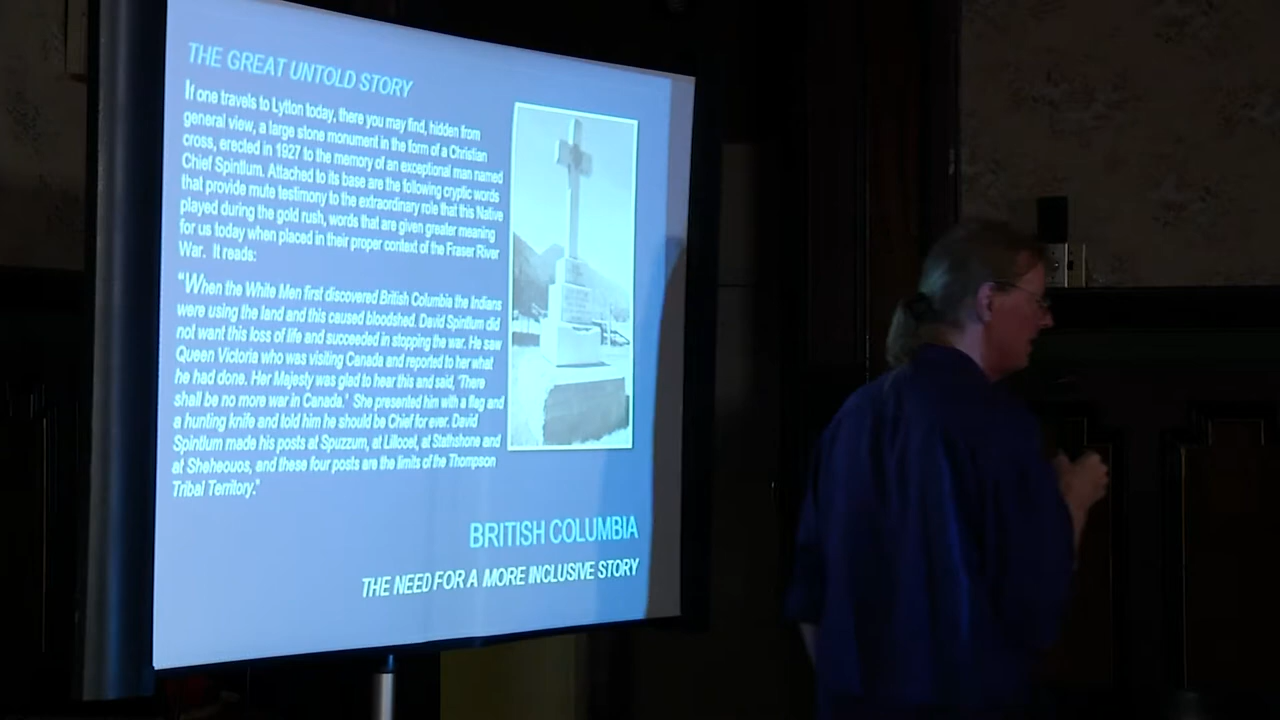 THE GREAT UNTOLD STORY
If one travels to Lytton today, there you may find, hidden from
general view, a large stone monument in the form of a Christian
cross, erected in 1927 to the memory of an exceptional man named
Chief Spintlum. Attached to its base are the following cryptic words
that provide mute testimony to the extraordinary role that this Native
played during the gold rush, words that are given greater meaning
for us today when placed in their proper context of the Fraser River
War. It reads:
"When the White Men first discovered British Columbia the Indians
were using the land and this caused bloodshed. David Spintlum did
not want this loss of life and succeeded in stopping the war. He saw
Queen Victoria who was visiting Canada and reported to her what
he had done. Her Majesty was glad to hear this and said, 'There
shall be no more war in Canada.' She presented him with a flag and
a hunting knife and told him he should be Chief for ever. David
Spintlum made his posts at Spuzzum, at Lillooet, at Stathshone and
at Sheheouos, and these four posts are the limits of the Thompson
Tribal Territory."
BRITISH COLUMBIA
THE NEED FOR A MORE INCLUSIVE STORY